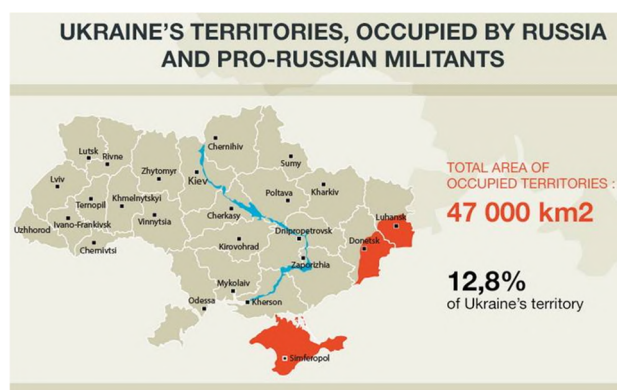 UKRAINE'S TERRITORIES, OCCUPIED BY RUSSIA
AND PRO-RUSSIAN MILITANTS
Chernihiv
Lutsk
Rivne
Sumy
Zhytomyr
Kiev
Lviv
Kharkiv
Poltava
Ternopil
Khmelnytskyi
Cherkasy
Luhansk
Ivano-Frankivsk
Vinnytsia
Uzhhorod
Dnipropetrovsk
Chernivtsi
Kirovohrad
Donetsk
Zaporizhia
Mykolaiv
Odessa
Kherson
Simferopol
TOTAL AREA OF
OCCUPIED TERRITORIES :
47 000 km2
12,8%
of Ukraine's territory